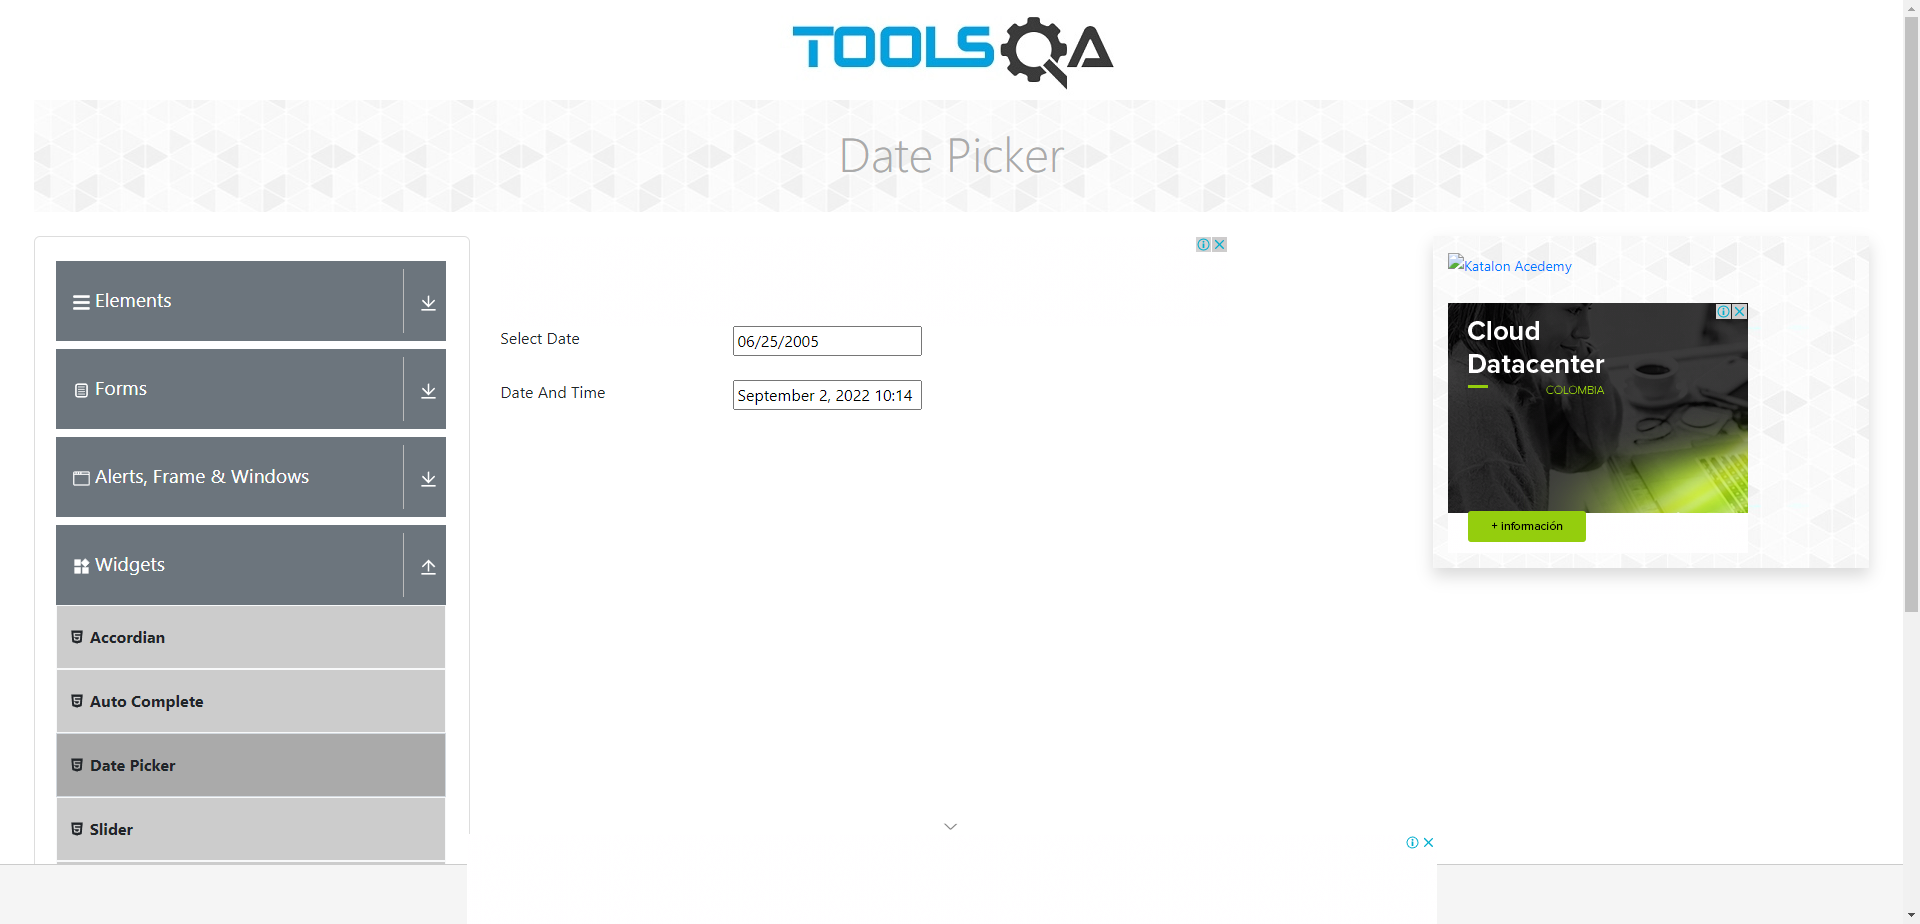 TOOLSQA
Date Picker
Elements
Forms
Alerts, Frame & Windows
Widgets
Accordian
Auto Complete
Date Picker
Slider
Select Date
06/25/2005
Date And Time
September 2, 2022 10:14
Katalon Acedemy
Cloud
Datacenter
COLOMBIA
+ información